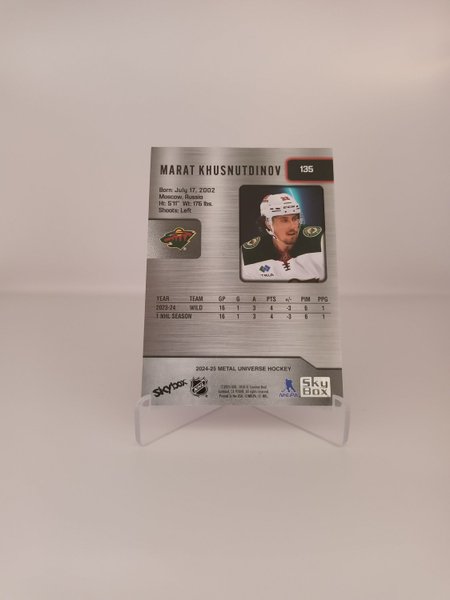 MARAT KHUSNUTDINOV 135
Born: July 17, 2002
Moscow, Russia
Ht: 5'11" Wt: 176 lbs.
Shoots: Left
YEAR TEAM GP G A PTS +/- PIM PPG
2023-24 WILD 16 1 3 4 -3 6 1
1 NHL SEASON 16 1 3 4 -3 6 1
2024-25 METAL UNIVERSE HOCKEY
SkyBox
NHL
NHLPA
Sky
Box